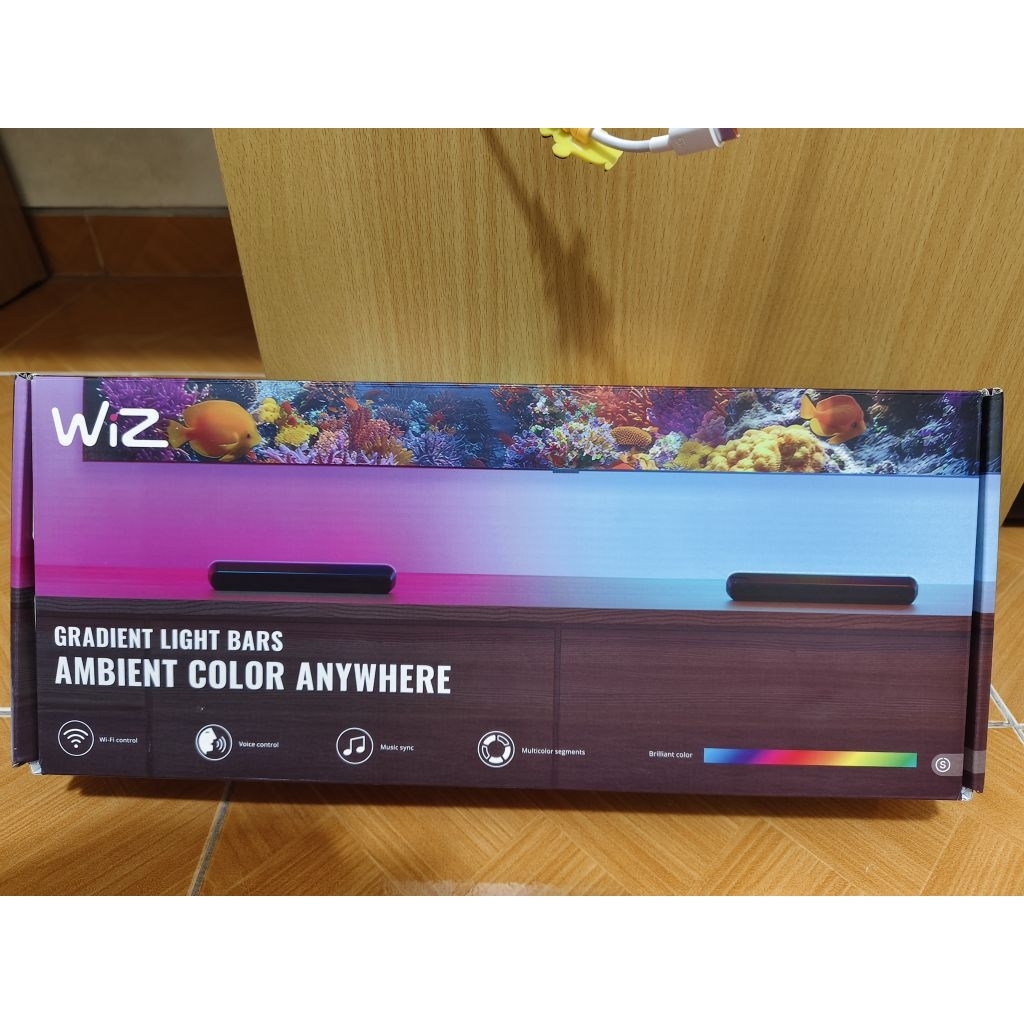 WiZ
GRADIENT LIGHT BARS
AMBIENT COLOR ANYWHERE
Wi-Fi control
Voice control
Music sync
Multicolor segments
Brilliant color
S